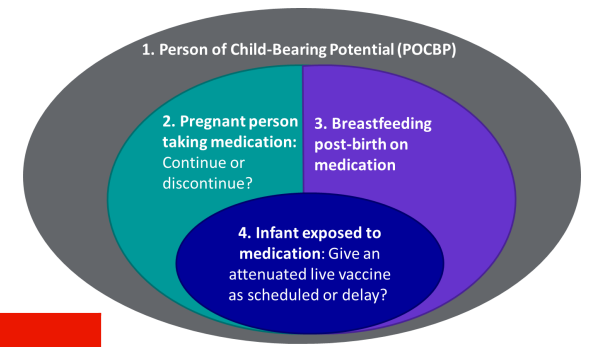 1. Person of Child-Bearing Potential (POCBP)
2. Pregnant person
taking medication:
Continue or
discontinue?
3. Breastfeeding
post-birth on
medication
4. Infant exposed to
medication: Give an
attenuated live vaccine
as scheduled or delay?